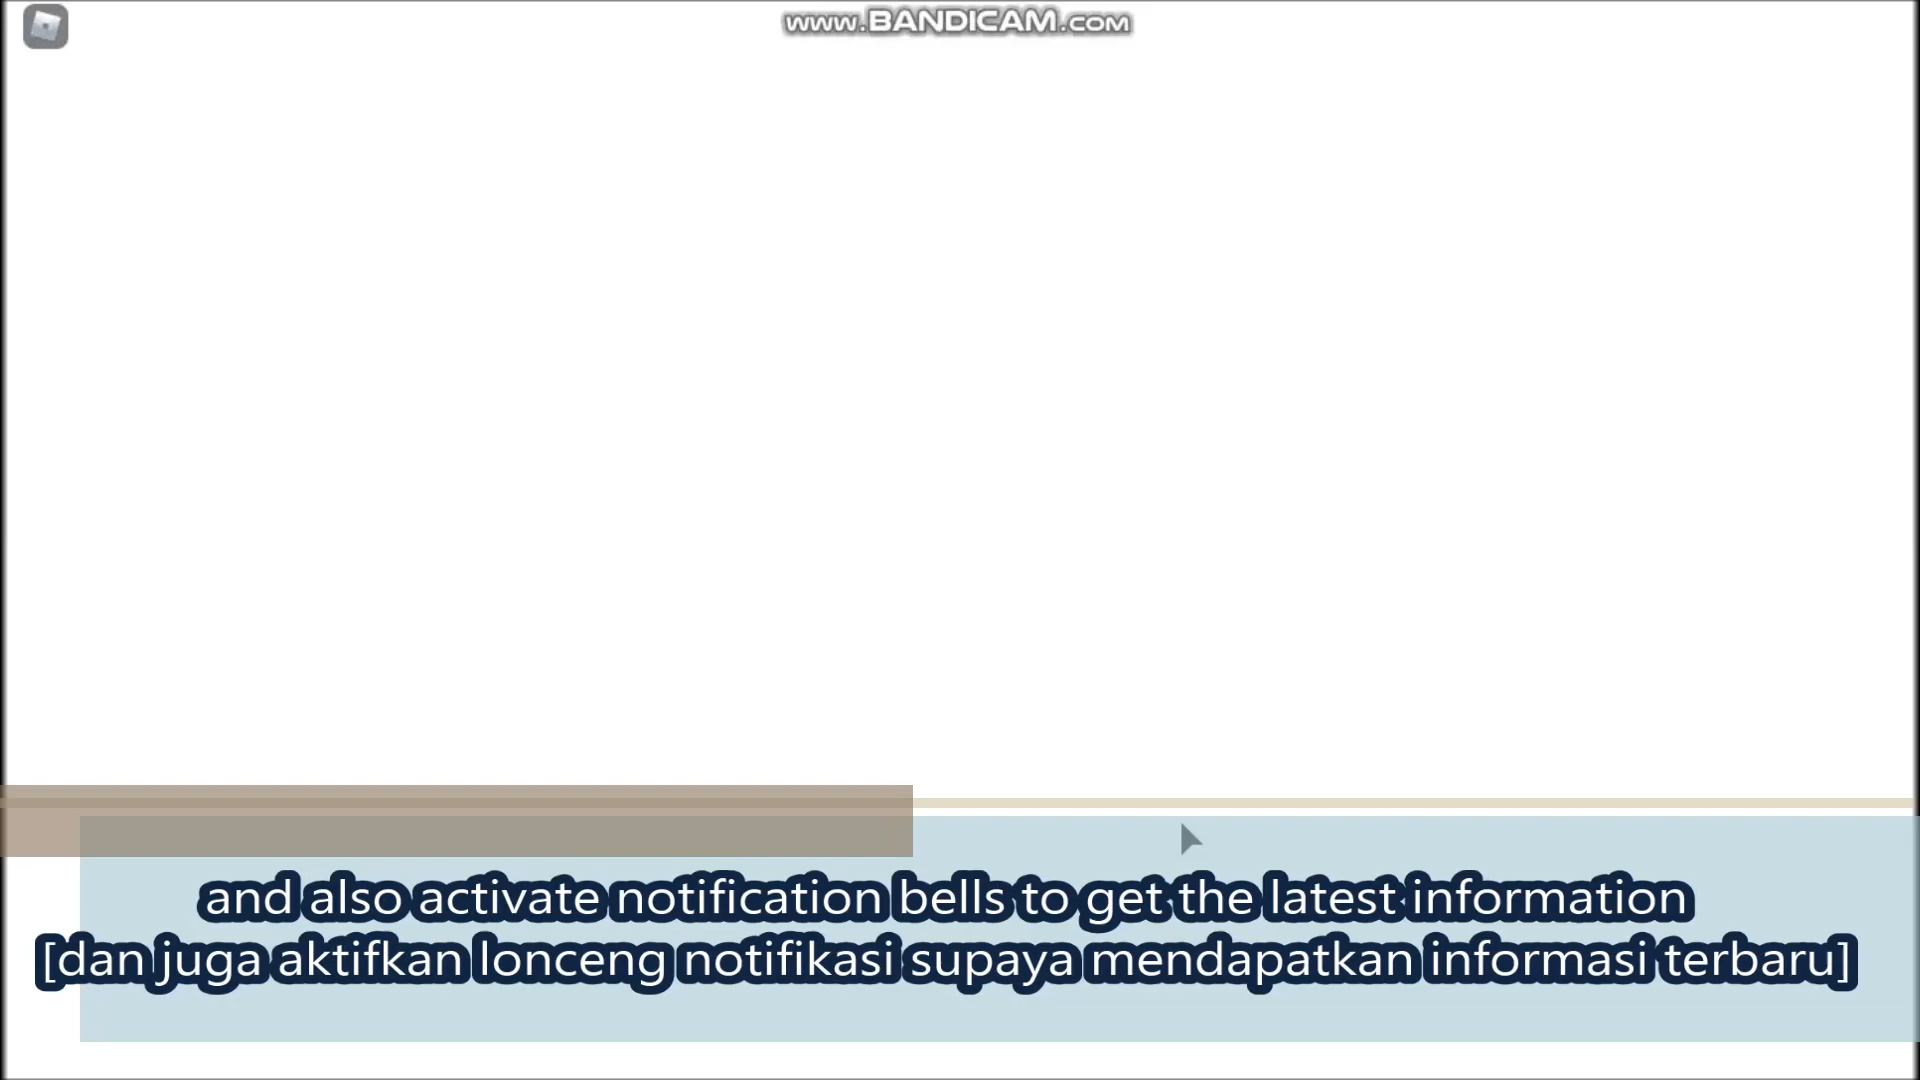 www.BANDICAM.com
and also activate notification bells to get the latest information
[dan juga aktifkan lonceng notifikasi supaya mendapatkan informasi terbaru]